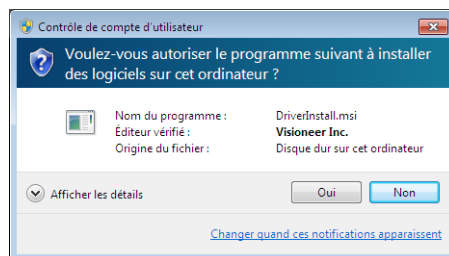 Contrôle de compte d'utilisateur
Voulez-vous autoriser le programme suivant à installer
des logiciels sur cet ordinateur ?
Nom du programme : DriverInstall.msi
Éditeur vérifié : Visioneer Inc.
Origine du fichier : Disque dur sur cet ordinateur
Afficher les détails Oui Non
Changer quand ces notifications apparaissent